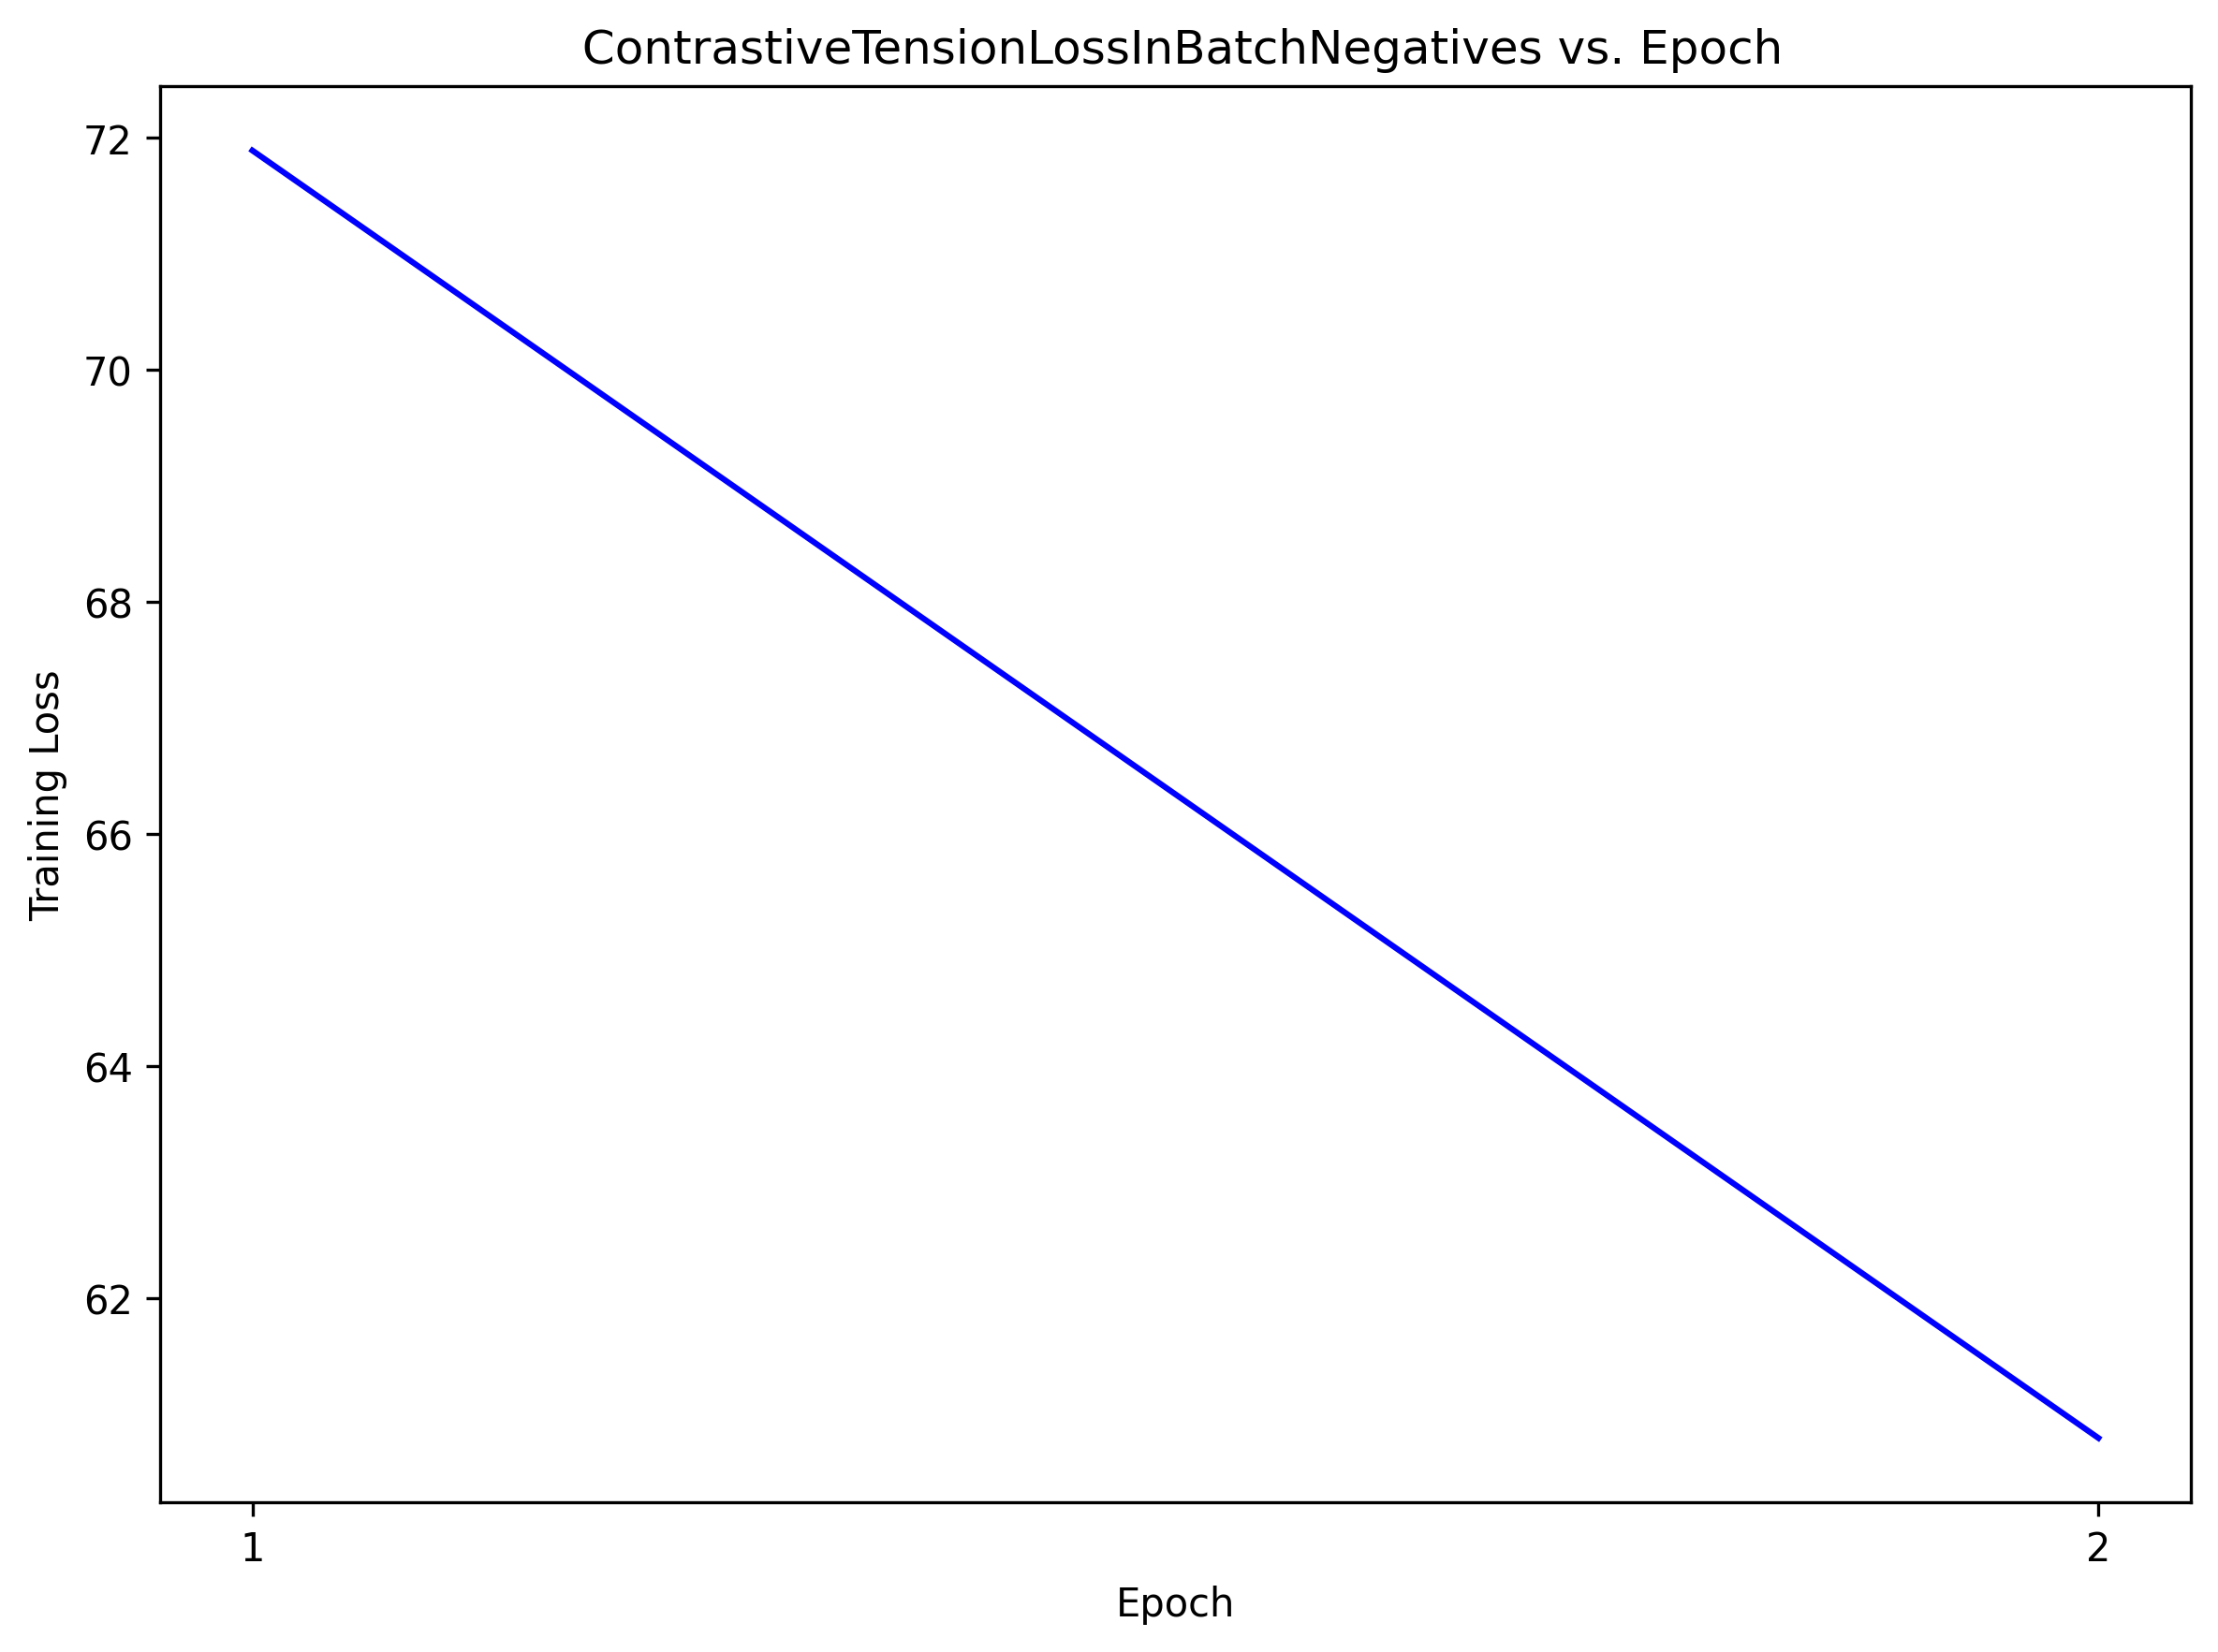 ContrastiveTensionLossInBatchNegatives vs. Epoch
72
70
68
66
64
62
Training Loss
1
2
Epoch